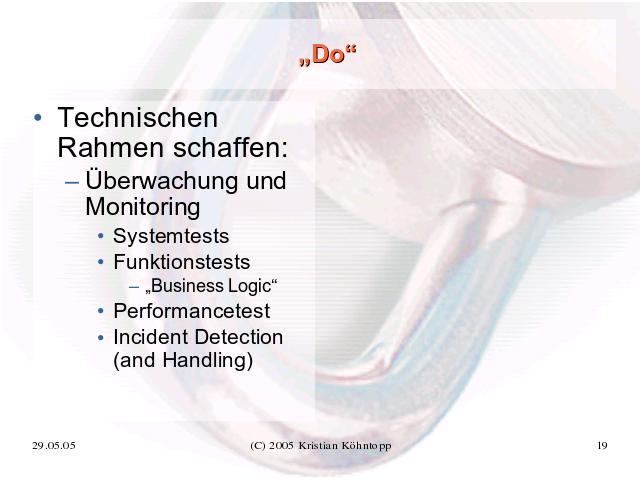 „Do“
• Technischen
Rahmen schaffen:
– Überwachung und
Monitoring
• Systemtests
• Funktionstests
– „Business Logic“
• Performancetest
• Incident Detection
(and Handling)
29.05.05 (C) 2005 Kristian Köhntopp 19